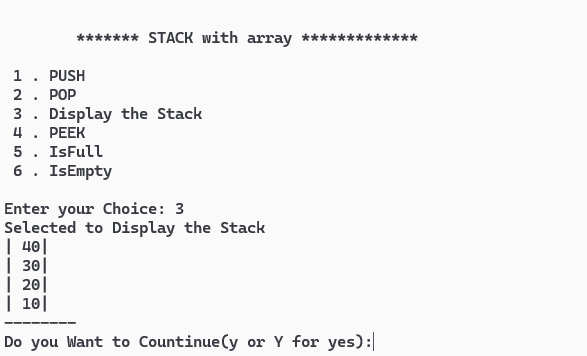 ******* STACK with array *************
1 . PUSH
2 . POP
3 . Display the Stack
4 . PEEK
5 . IsFull
6 . IsEmpty
Enter your Choice: 3
Selected to Display the Stack
| 40|
| 30|
| 20|
| 10|
--------
Do you Want to Countinue(y or Y for yes):